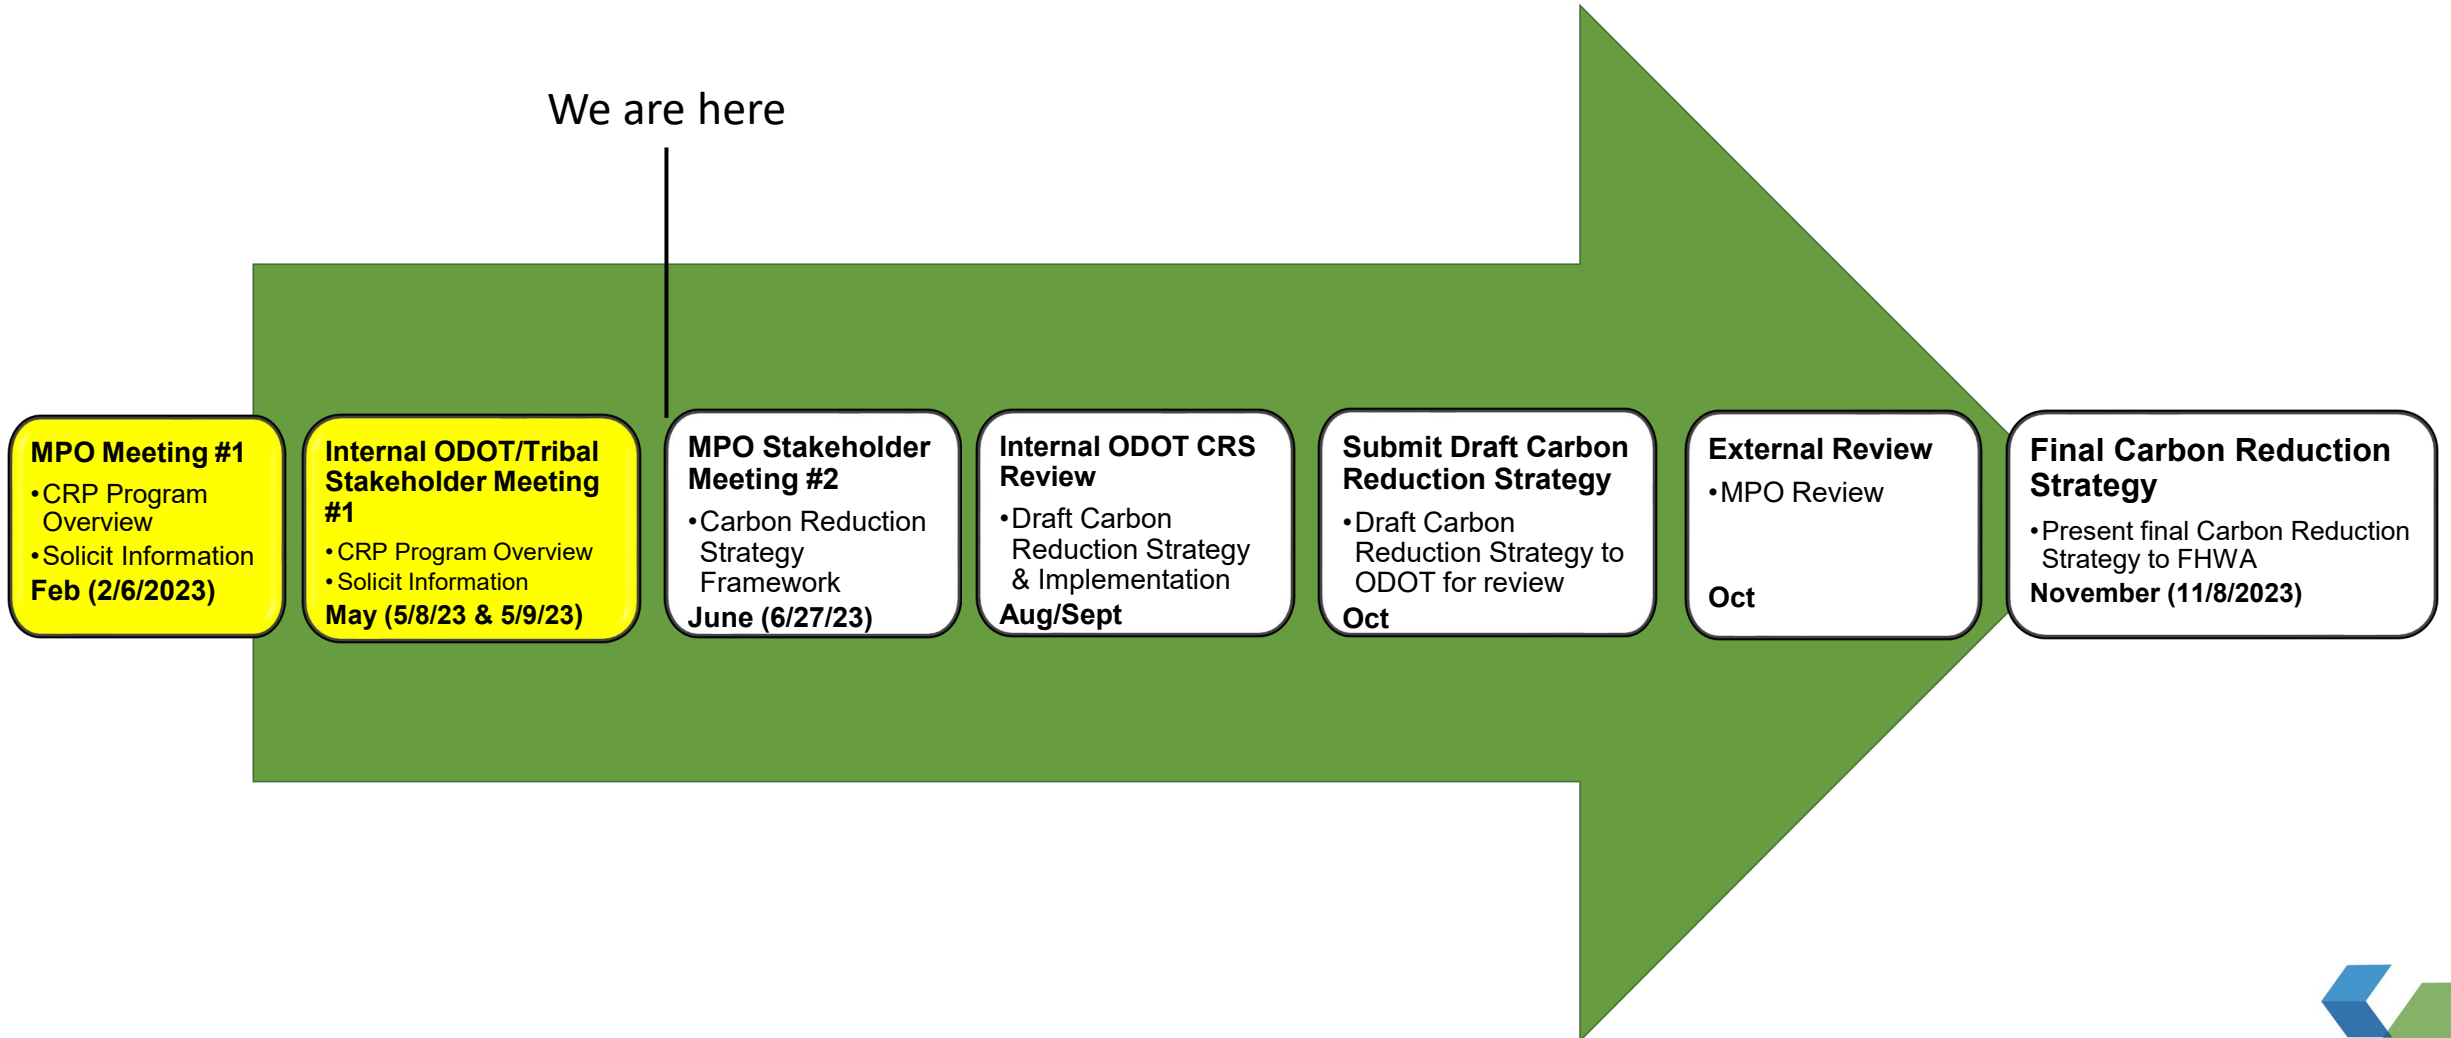 We are here
MPO Meeting #1
•CRP Program
Overview
•Solicit Information
Feb (2/6/2023)
Internal ODOT/Tribal
Stakeholder Meeting
#1
•CRP Program Overview
•Solicit Information
May (5/8/23 & 5/9/23)
MPO Stakeholder
Meeting #2
•Carbon Reduction
Strategy
Framework
June (6/27/23)
Internal ODOT CRS
Review
•Draft Carbon
Reduction Strategy
& Implementation
Aug/Sept
Submit Draft Carbon
Reduction Strategy
•Draft Carbon
Reduction Strategy to
ODOT for review
Oct
External Review
•MPO Review
Oct
Final Carbon Reduction
Strategy
•Present final Carbon Reduction
Strategy to FHWA
November (11/8/2023)